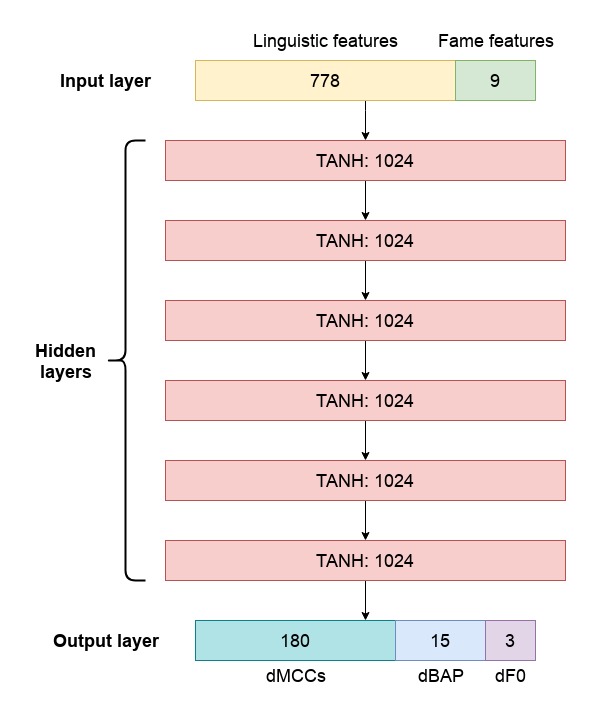 Linguistic features
Fame features
Input layer
778
9
TANH: 1024
TANH: 1024
TANH: 1024
TANH: 1024
TANH: 1024
TANH: 1024
Hidden
layers
Output layer
180
15
3
dMCCs
dBAP
dF0